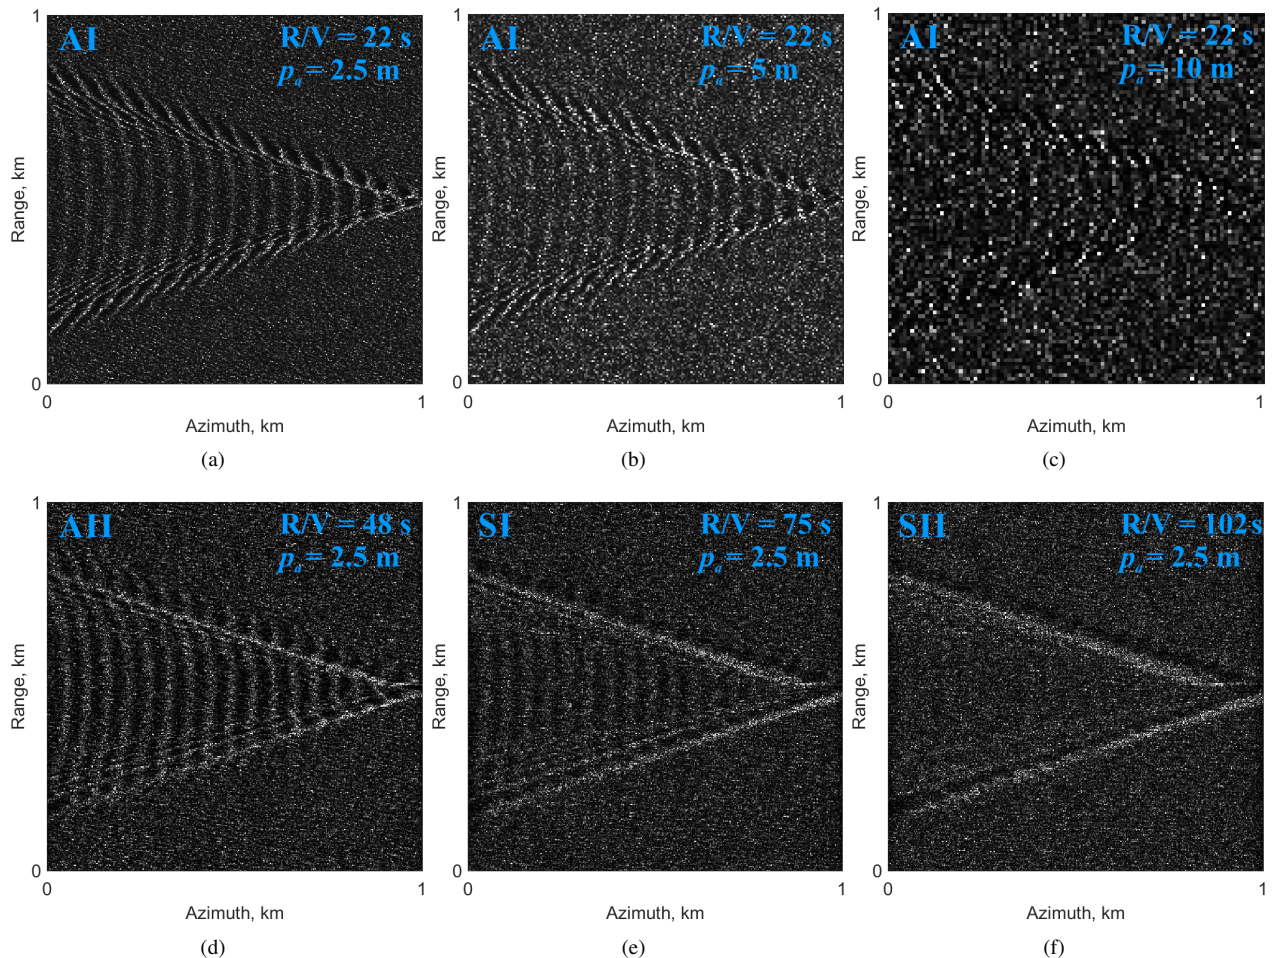 1
AI
R/V = 22 s
pₐ = 2.5 m
Range, km
0
0
1
Azimuth, km
(a)
1
AI
R/V = 22 s
pₐ = 5 m
Range, km
0
0
1
Azimuth, km
(b)
1
AI
R/V = 22 s
pₐ = 10 m
Range, km
0
0
1
Azimuth, km
(c)
1
AII
R/V = 48 s
pₐ = 2.5 m
Range, km
0
0
1
Azimuth, km
(d)
1
SI
R/V = 75 s
pₐ = 2.5 m
Range, km
0
0
1
Azimuth, km
(e)
1
SII
R/V = 102 s
pₐ = 2.5 m
Range, km
0
0
1
Azimuth, km
(f)